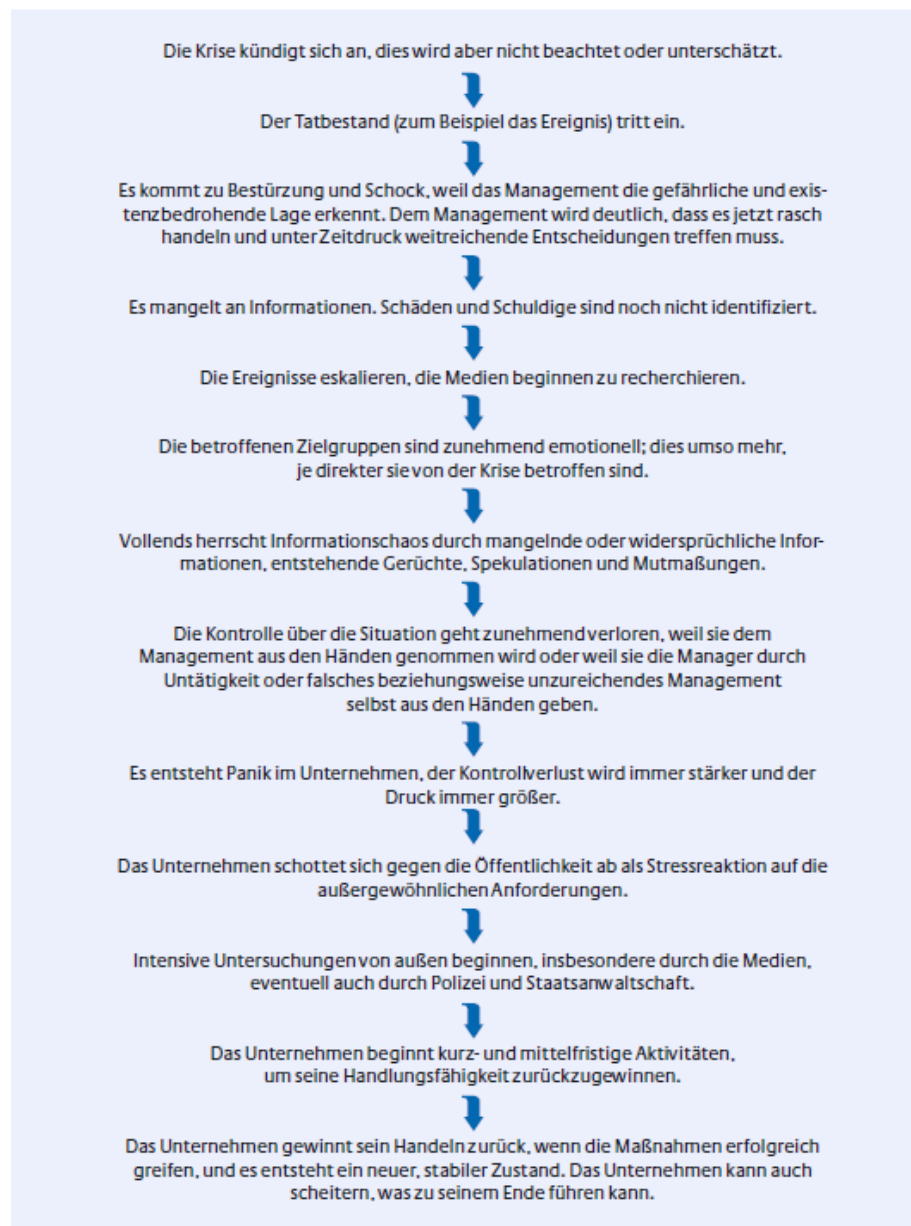 Die Krise kündigt sich an, dies wird aber nicht beachtet oder unterschätzt.
Der Tatbestand (zum Beispiel das Ereignis) tritt ein.
Es kommt zu Bestürzung und Schock, weil das Management die gefährliche und exis-
tenzbedrohende Lage erkennt. Dem Management wird deutlich, dass es jetzt rasch
handeln und unter Zeitdruck weitreichende Entscheidungen treffen muss.
Es mangelt an Informationen. Schäden und Schuldige sind noch nicht identifiziert.
Die Ereignisse eskalieren, die Medien beginnen zu recherchieren.
Die betroffenen Zielgruppen sind zunehmend emotionell; dies umso mehr,
je direkter sie von der Krise betroffen sind.
Vollends herrscht Informationschaos durch mangelnde oder widersprüchliche Infor-
mationen, entstehende Gerüchte, Spekulationen und Mutmaßungen.
Die Kontrolle über die Situation geht zunehmend verloren, weil sie dem
Management aus den Händen genommen wird oder weil sie die Manager durch
Untätigkeit oder falsches beziehungsweise unzureichendes Management
selbst aus den Händen geben.
Es entsteht Panik im Unternehmen, der Kontrollverlust wird immer stärker und der
Druck immer größer.
Das Unternehmen schottet sich gegen die Öffentlichkeit ab als Stressreaktion auf die
außergewöhnlichen Anforderungen.
Intensive Untersuchungen von außen beginnen, insbesondere durch die Medien,
eventuell auch durch Polizei und Staatsanwaltschaft.
Das Unternehmen beginnt kurz- und mittelfristige Aktivitäten,
um seine Handlungsfähigkeit zurückzugewinnen.
Das Unternehmen gewinnt sein Handeln zurück, wenn die Maßnahmen erfolgreich
greifen, und es entsteht ein neuer, stabiler Zustand. Das Unternehmen kann auch
scheitern, was zu seinem Ende führen kann.